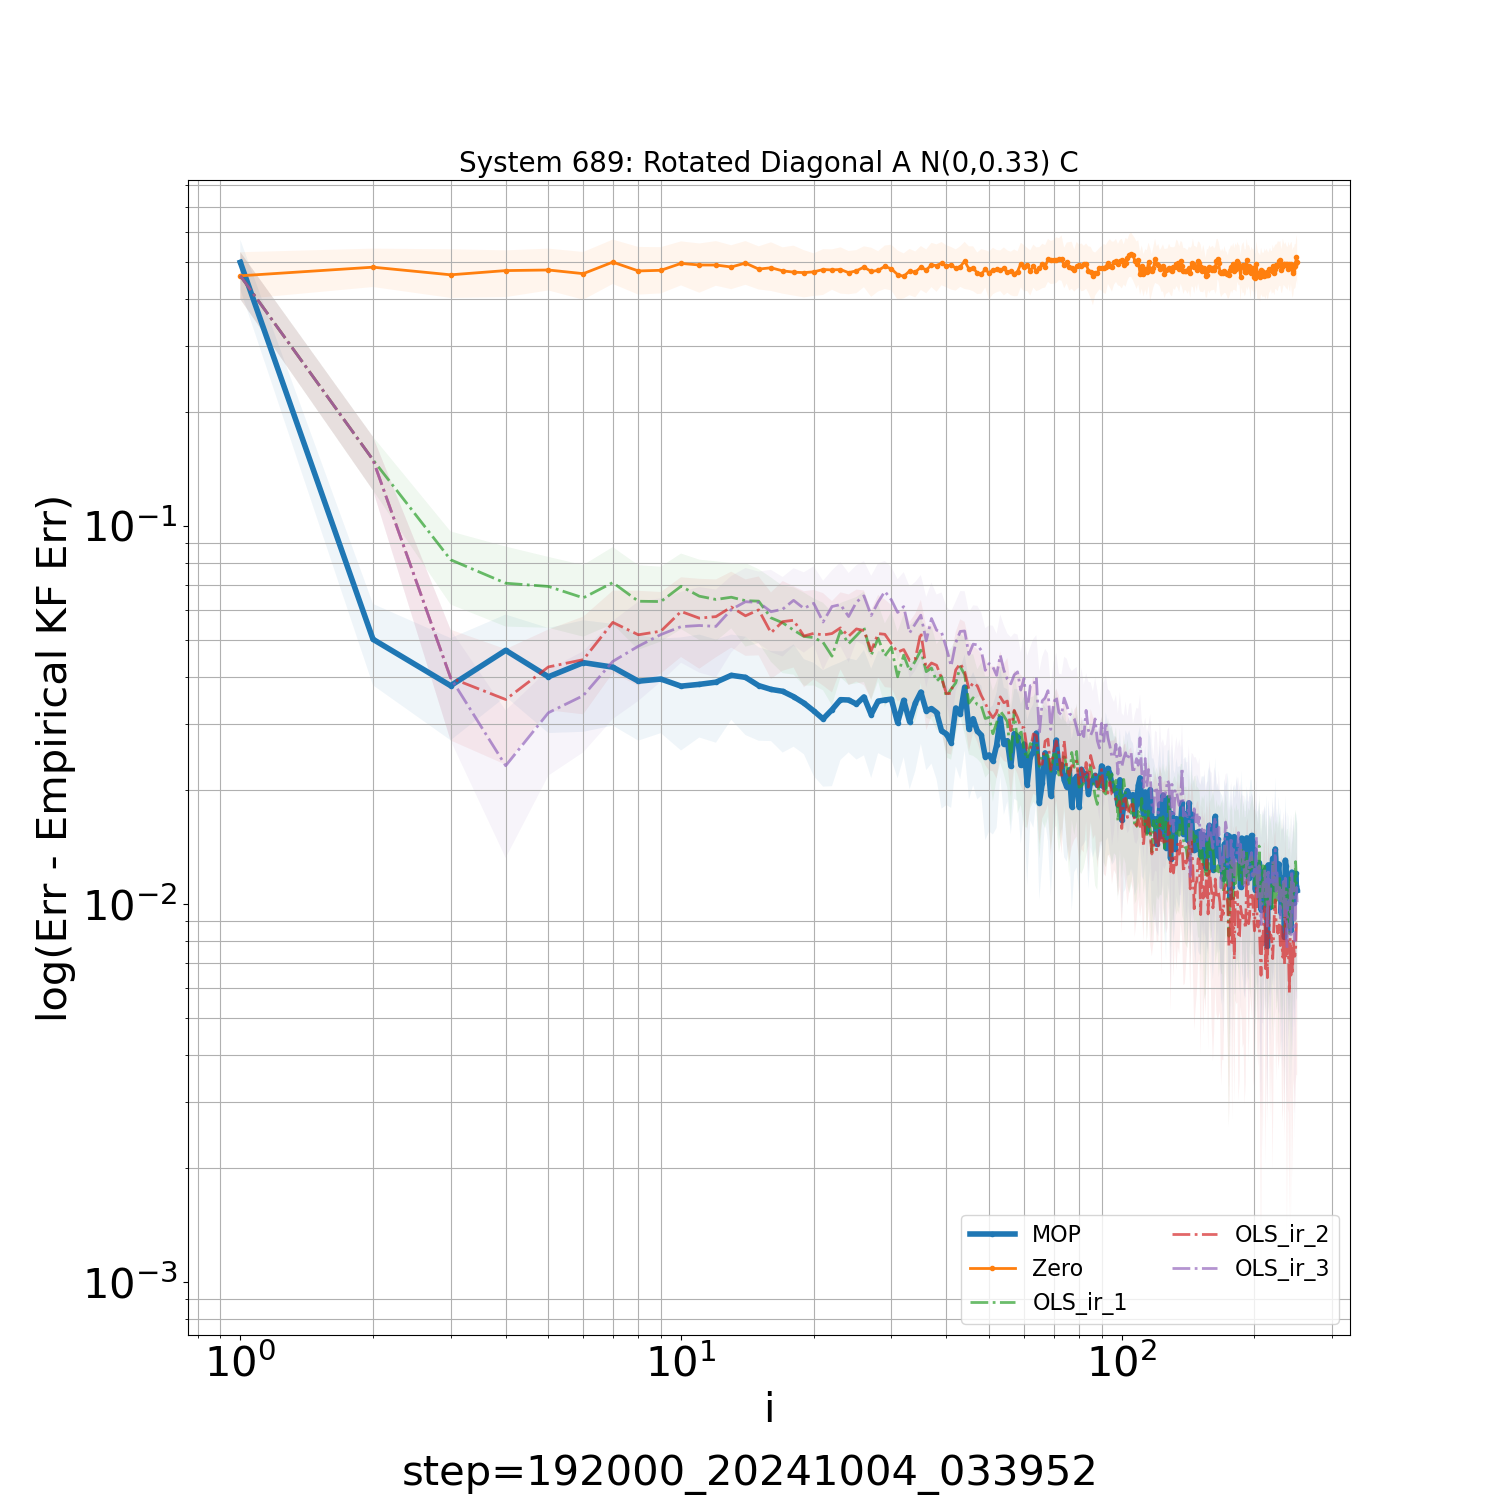 System 689: Rotated Diagonal A N(0,0.33) C
log(Err - Empirical KF Err)
10⁻¹
10⁻²
10⁻³
10⁰
10¹
10²
MOP
Zero
OLS_ir_1
OLS_ir_2
OLS_ir_3
i
step=192000_20241004_033952